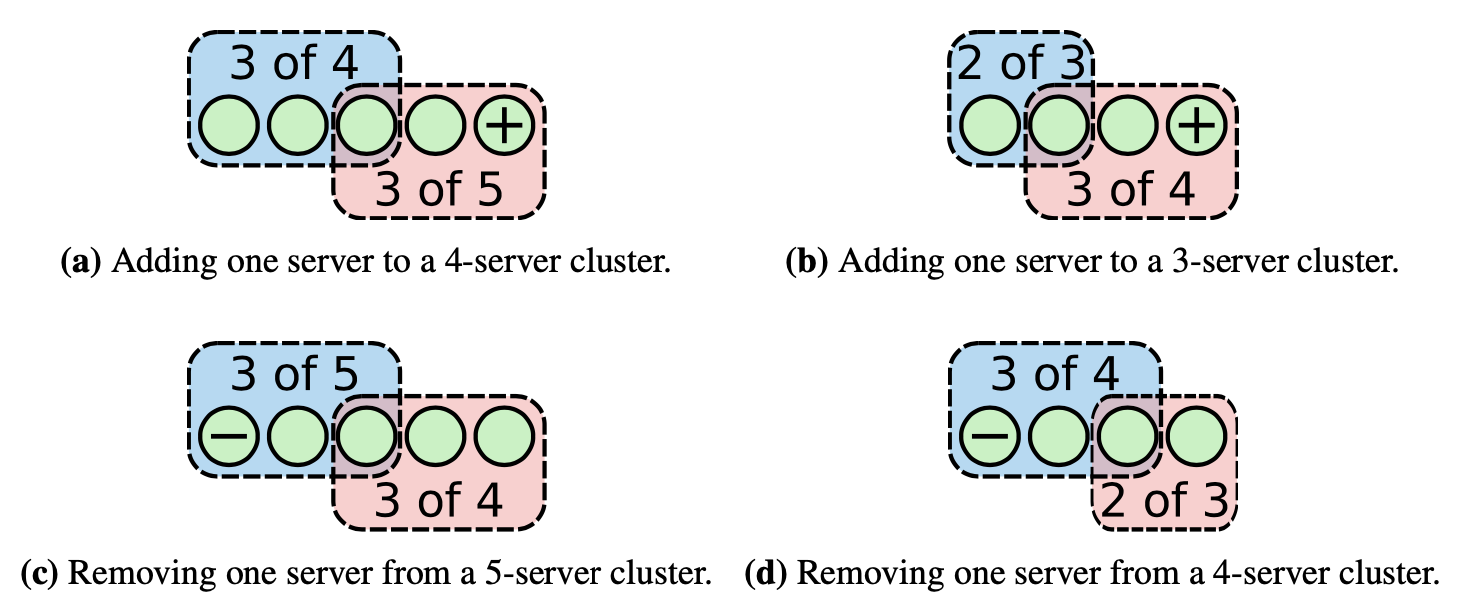 3 of 4
+
3 of 5
(a) Adding one server to a 4-server cluster.
2 of 3
+
3 of 4
(b) Adding one server to a 3-server cluster.
3 of 5
−
3 of 4
(c) Removing one server from a 5-server cluster.
3 of 4
−
2 of 3
(d) Removing one server from a 4-server cluster.